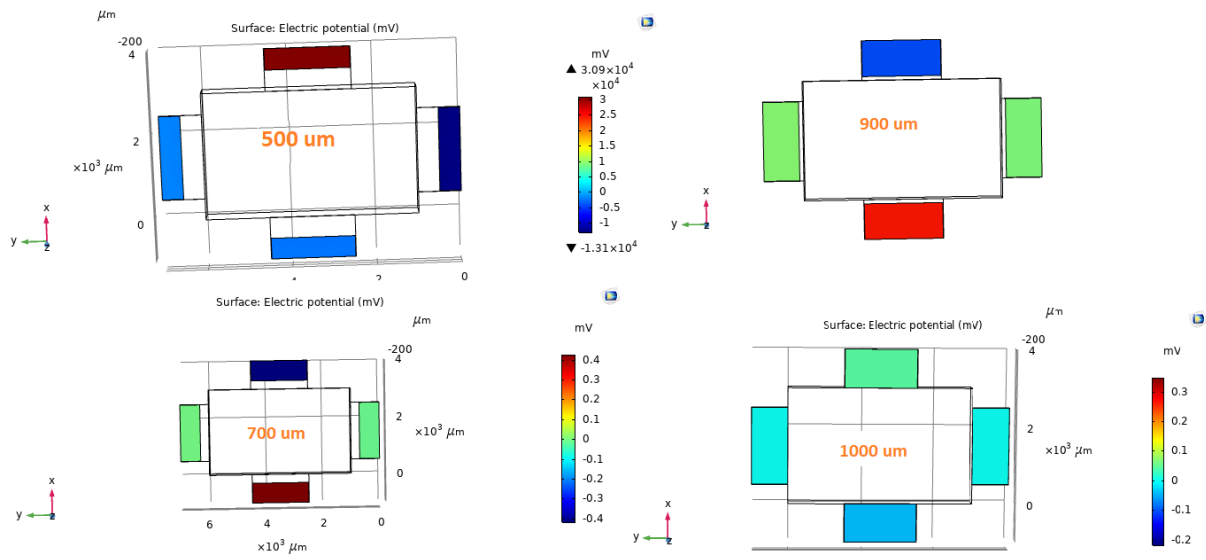 μm
Surface: Electric potential (mV)
-200
4
0
2
×10³ μm
0
x
y
z
500 um
4
2
0
mV
▲ 3.09×10⁴
×10⁴
3
2.5
2
1.5
1
0.5
0
-0.5
-1
▼ -1.31×10⁴
900 um
x
y
z
Surface: Electric potential (mV)
μm
-200
4
2
×10³ μm
0
700 um
x
y
z
6
4
2
0
×10³ μm
mV
0.4
0.3
0.2
0.1
0
-0.1
-0.2
-0.3
-0.4
Surface: Electric potential (mV)
μm
-200
4
2
×10³ μm
0
1000 um
x
y
z
mV
0.3
0.2
0.1
0
-0.1
-0.2